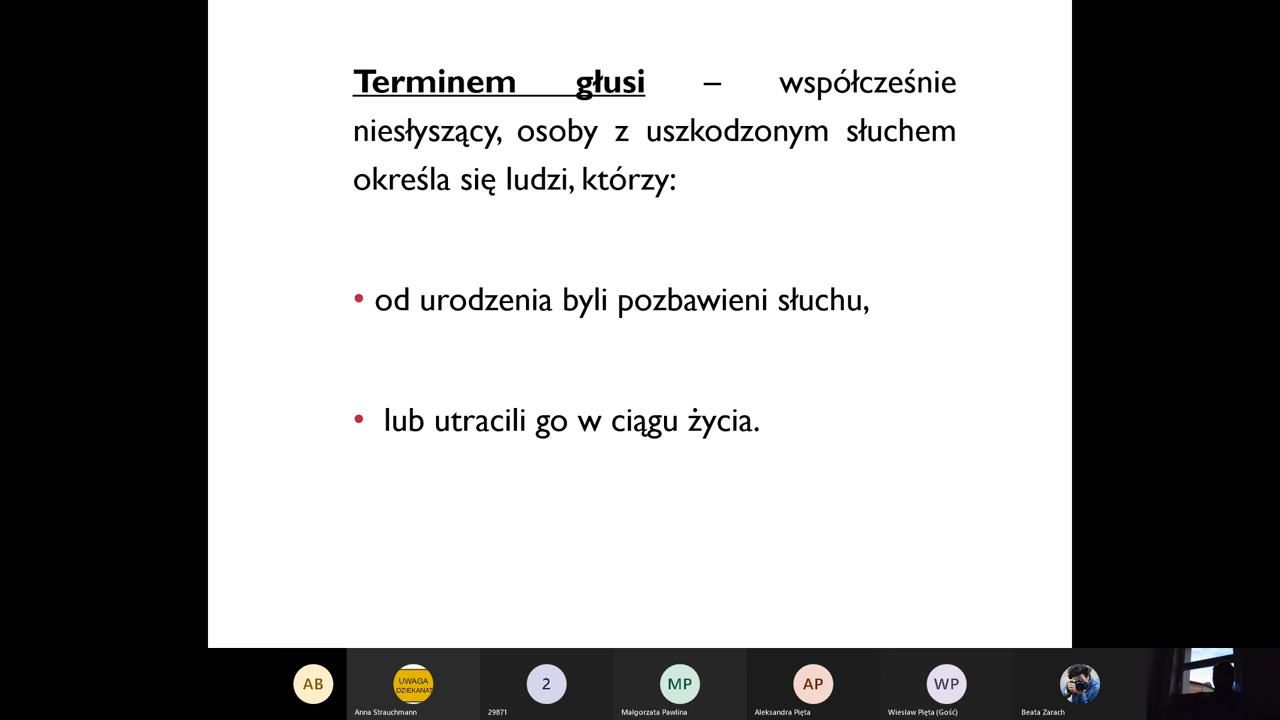 Terminem głusi – współcześnie
niesłyszący, osoby z uszkodzonym słuchem
określa się ludzi, którzy:
• od urodzenia byli pozbawieni słuchu,
• lub utracili go w ciągu życia.
AB
UWAGA
DZIEKANAT
2
MP
AP
WP
Anna Strauchmann
29871
Małgorzata Pawlina
Aleksandra Pięta
Wiesław Pięta (Gość)
Beata Zarach